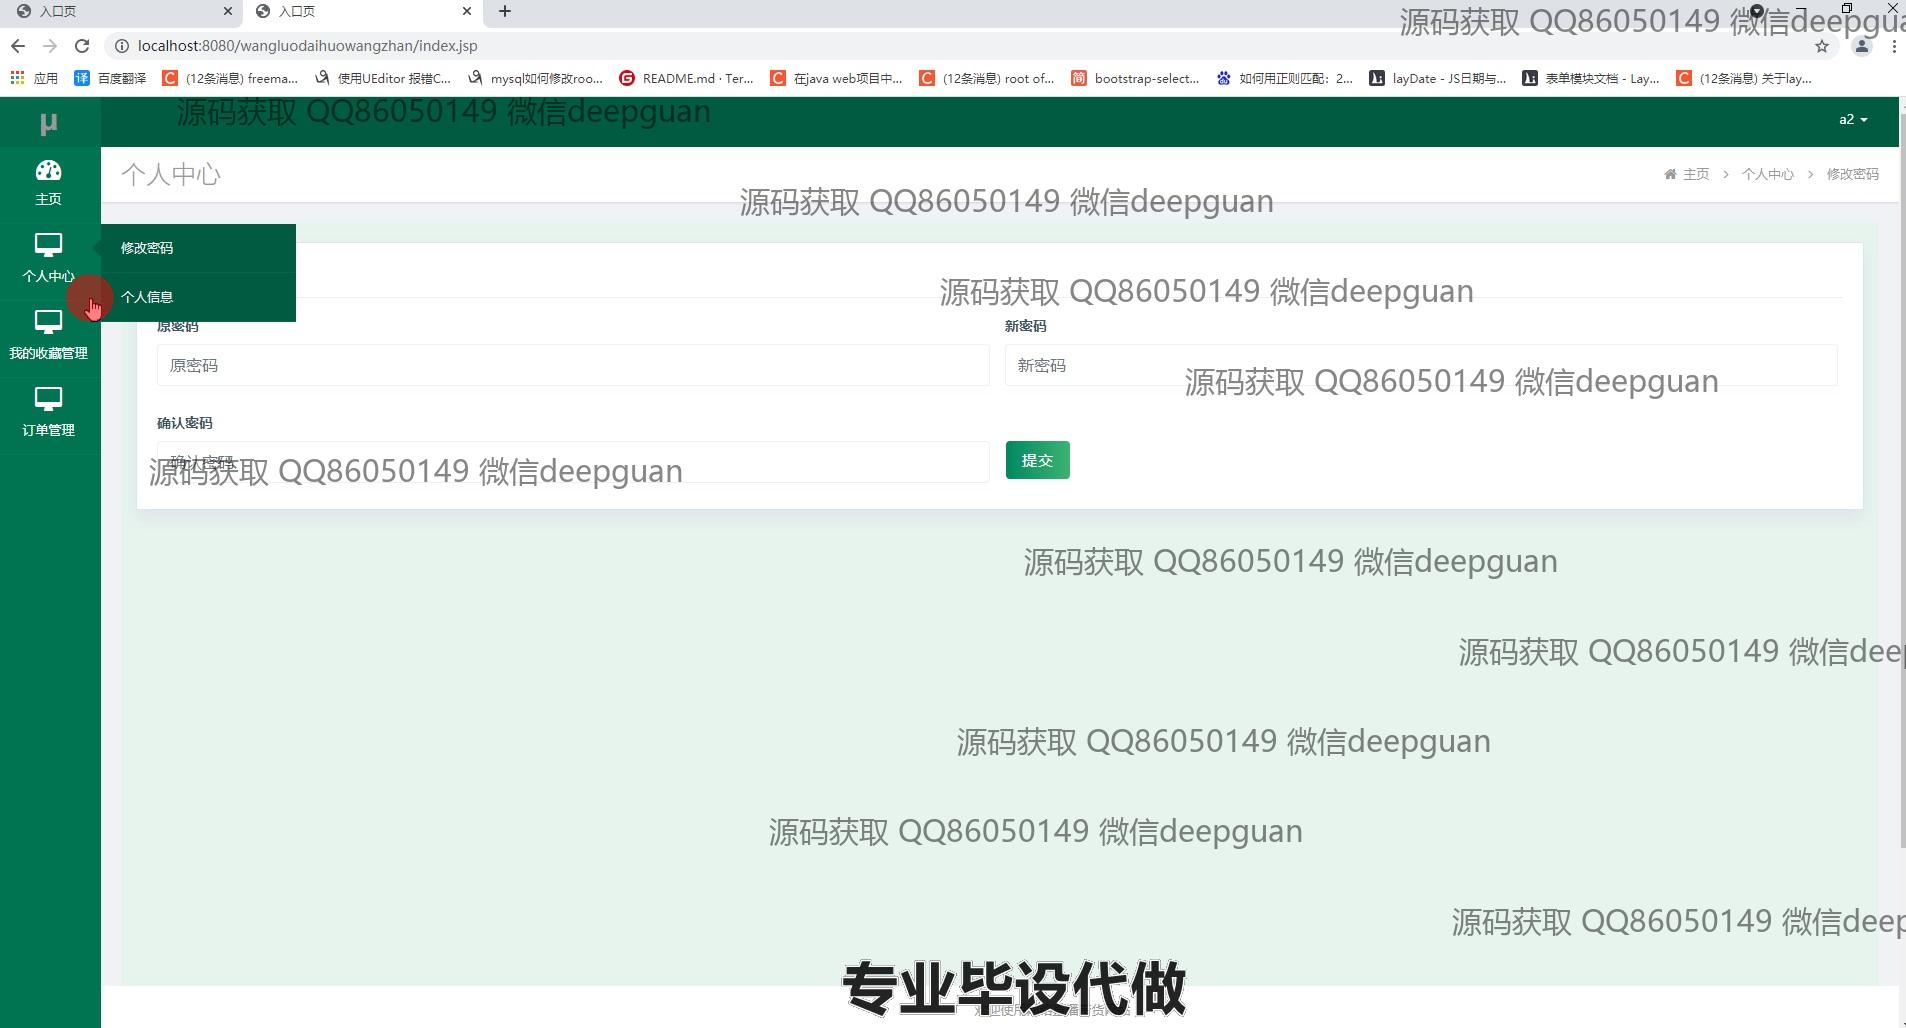 入口页
入口页
源码获取 QQ86050149 微信deepgua
localhost:8080/wangluodaihuowangzhan/index.jsp
应用
百度翻译
(12条消息) freema...
使用UEditor 报错C...
mysql如何修改roo...
README.md · Ter...
在java web项目中...
(12条消息) root of...
bootstrap-select...
如何用正则匹配：2...
layDate - JS日期与...
表单模块文档 - Lay...
(12条消息) 关于lay...
源码获取 QQ86050149 微信deepguan
μ
a2
主页
个人中心
主页 > 个人中心 > 修改密码
源码获取 QQ86050149 微信deepguan
个人中心
修改密码
个人信息
源码获取 QQ86050149 微信deepguan
我的收藏管理
原密码
新密码
原密码
新密码
源码获取 QQ86050149 微信deepguan
订单管理
确认密码
确认密码
提交
源码获取 QQ86050149 微信deepguan
源码获取 QQ86050149 微信deepguan
源码获取 QQ86050149 微信deep
源码获取 QQ86050149 微信deepguan
源码获取 QQ86050149 微信deepguan
源码获取 QQ86050149 微信deep
专业毕设代做